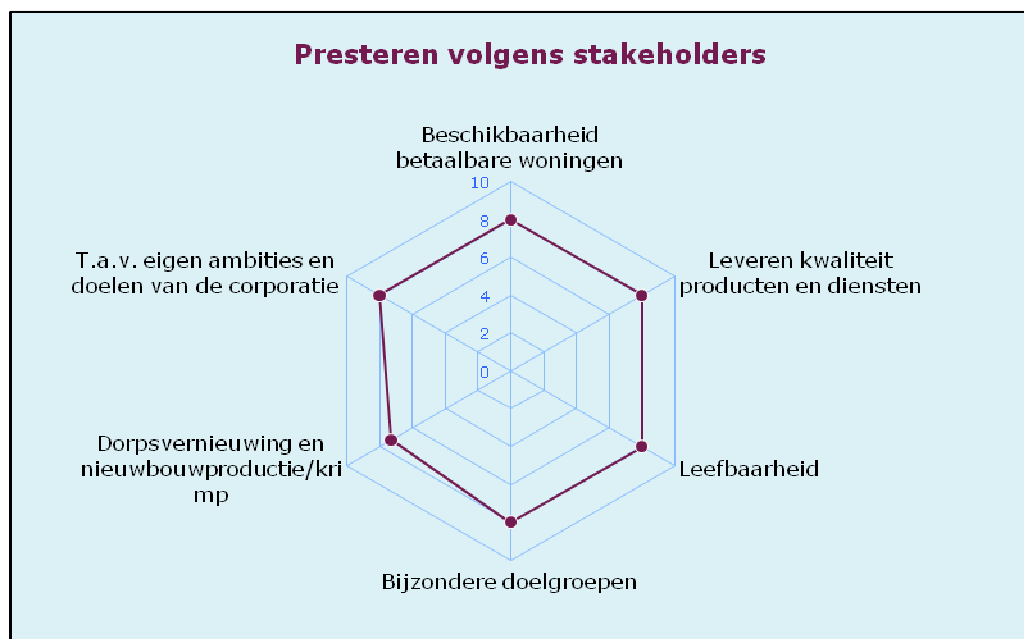 Presteren volgens stakeholders
Beschikbaarheid
betaalbare woningen
10
8
6
4
2
0
T.a.v. eigen ambities en
doelen van de corporatie
Leveren kwaliteit
producten en diensten
Dorpsvernieuwing en
nieuwbouwproductie/kri
mp
Leefbaarheid
Bijzondere doelgroepen